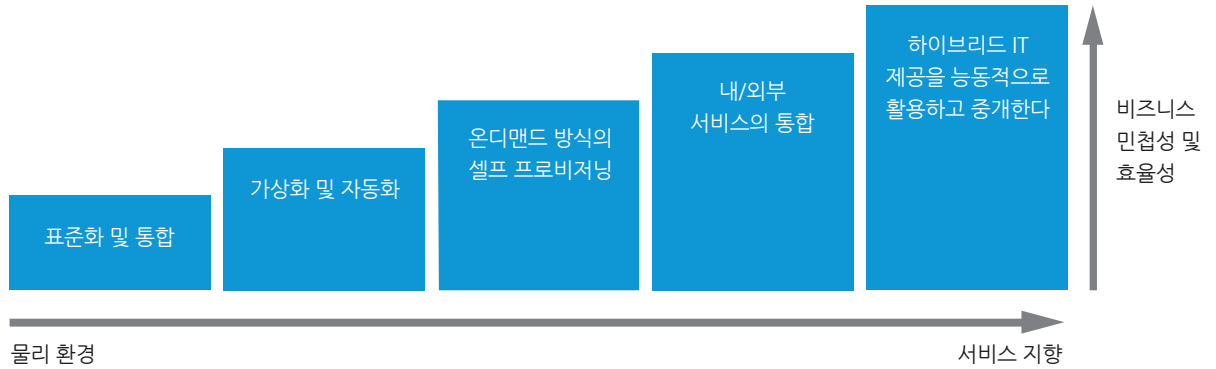 표준화 및 통합
가상화 및 자동화
온디맨드 방식의
셀프 프로비저닝
내/외부
서비스의 통합
하이브리드 IT
제공을 능동적으로
활용하고 중개한다
비즈니스
민첩성 및
효율성
물리 환경
서비스 지향